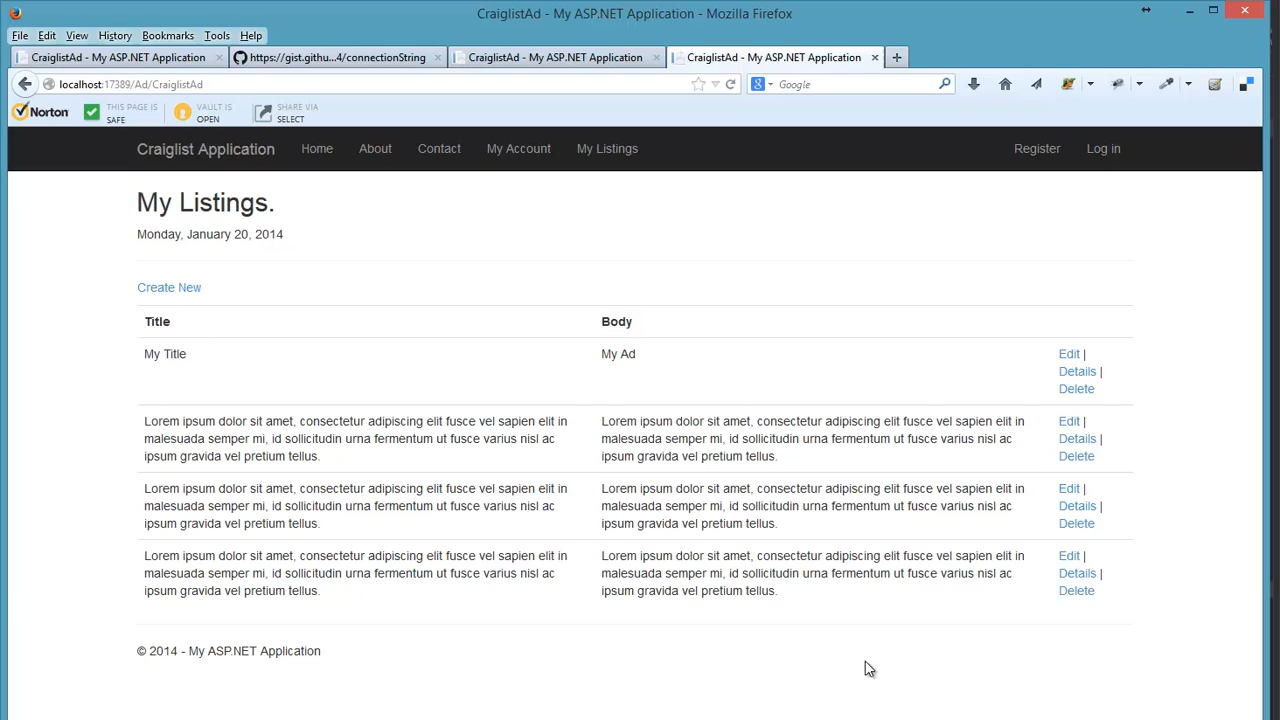 CraiglistAd - My ASP.NET Application - Mozilla Firefox
File Edit View History Bookmarks Tools Help
CraiglistAd - My ASP.NET Application https://gist.githu...4/connectionString CraiglistAd - My ASP.NET Application CraiglistAd - My ASP.NET Application
localhost:17389/Ad/CraiglistAd Google
Norton THIS PAGE IS SAFE VAULT IS OPEN SHARE VIA SELECT
Craiglist Application Home About Contact My Account My Listings Register Log in
My Listings.
Monday, January 20, 2014
Create New
Title Body
My Title My Ad Edit |
Details |
Delete
Lorem ipsum dolor sit amet, consectetur adipiscing elit fusce vel sapien elit in Lorem ipsum dolor sit amet, consectetur adipiscing elit fusce vel sapien elit in Edit |
malesuada semper mi, id sollicitudin urna fermentum ut fusce varius nisl ac malesuada semper mi, id sollicitudin urna fermentum ut fusce varius nisl ac Details |
ipsum gravida vel pretium tellus. ipsum gravida vel pretium tellus. Delete
Lorem ipsum dolor sit amet, consectetur adipiscing elit fusce vel sapien elit in Lorem ipsum dolor sit amet, consectetur adipiscing elit fusce vel sapien elit in Edit |
malesuada semper mi, id sollicitudin urna fermentum ut fusce varius nisl ac malesuada semper mi, id sollicitudin urna fermentum ut fusce varius nisl ac Details |
ipsum gravida vel pretium tellus. ipsum gravida vel pretium tellus. Delete
Lorem ipsum dolor sit amet, consectetur adipiscing elit fusce vel sapien elit in Lorem ipsum dolor sit amet, consectetur adipiscing elit fusce vel sapien elit in Edit |
malesuada semper mi, id sollicitudin urna fermentum ut fusce varius nisl ac malesuada semper mi, id sollicitudin urna fermentum ut fusce varius nisl ac Details |
ipsum gravida vel pretium tellus. ipsum gravida vel pretium tellus. Delete
© 2014 - My ASP.NET Application